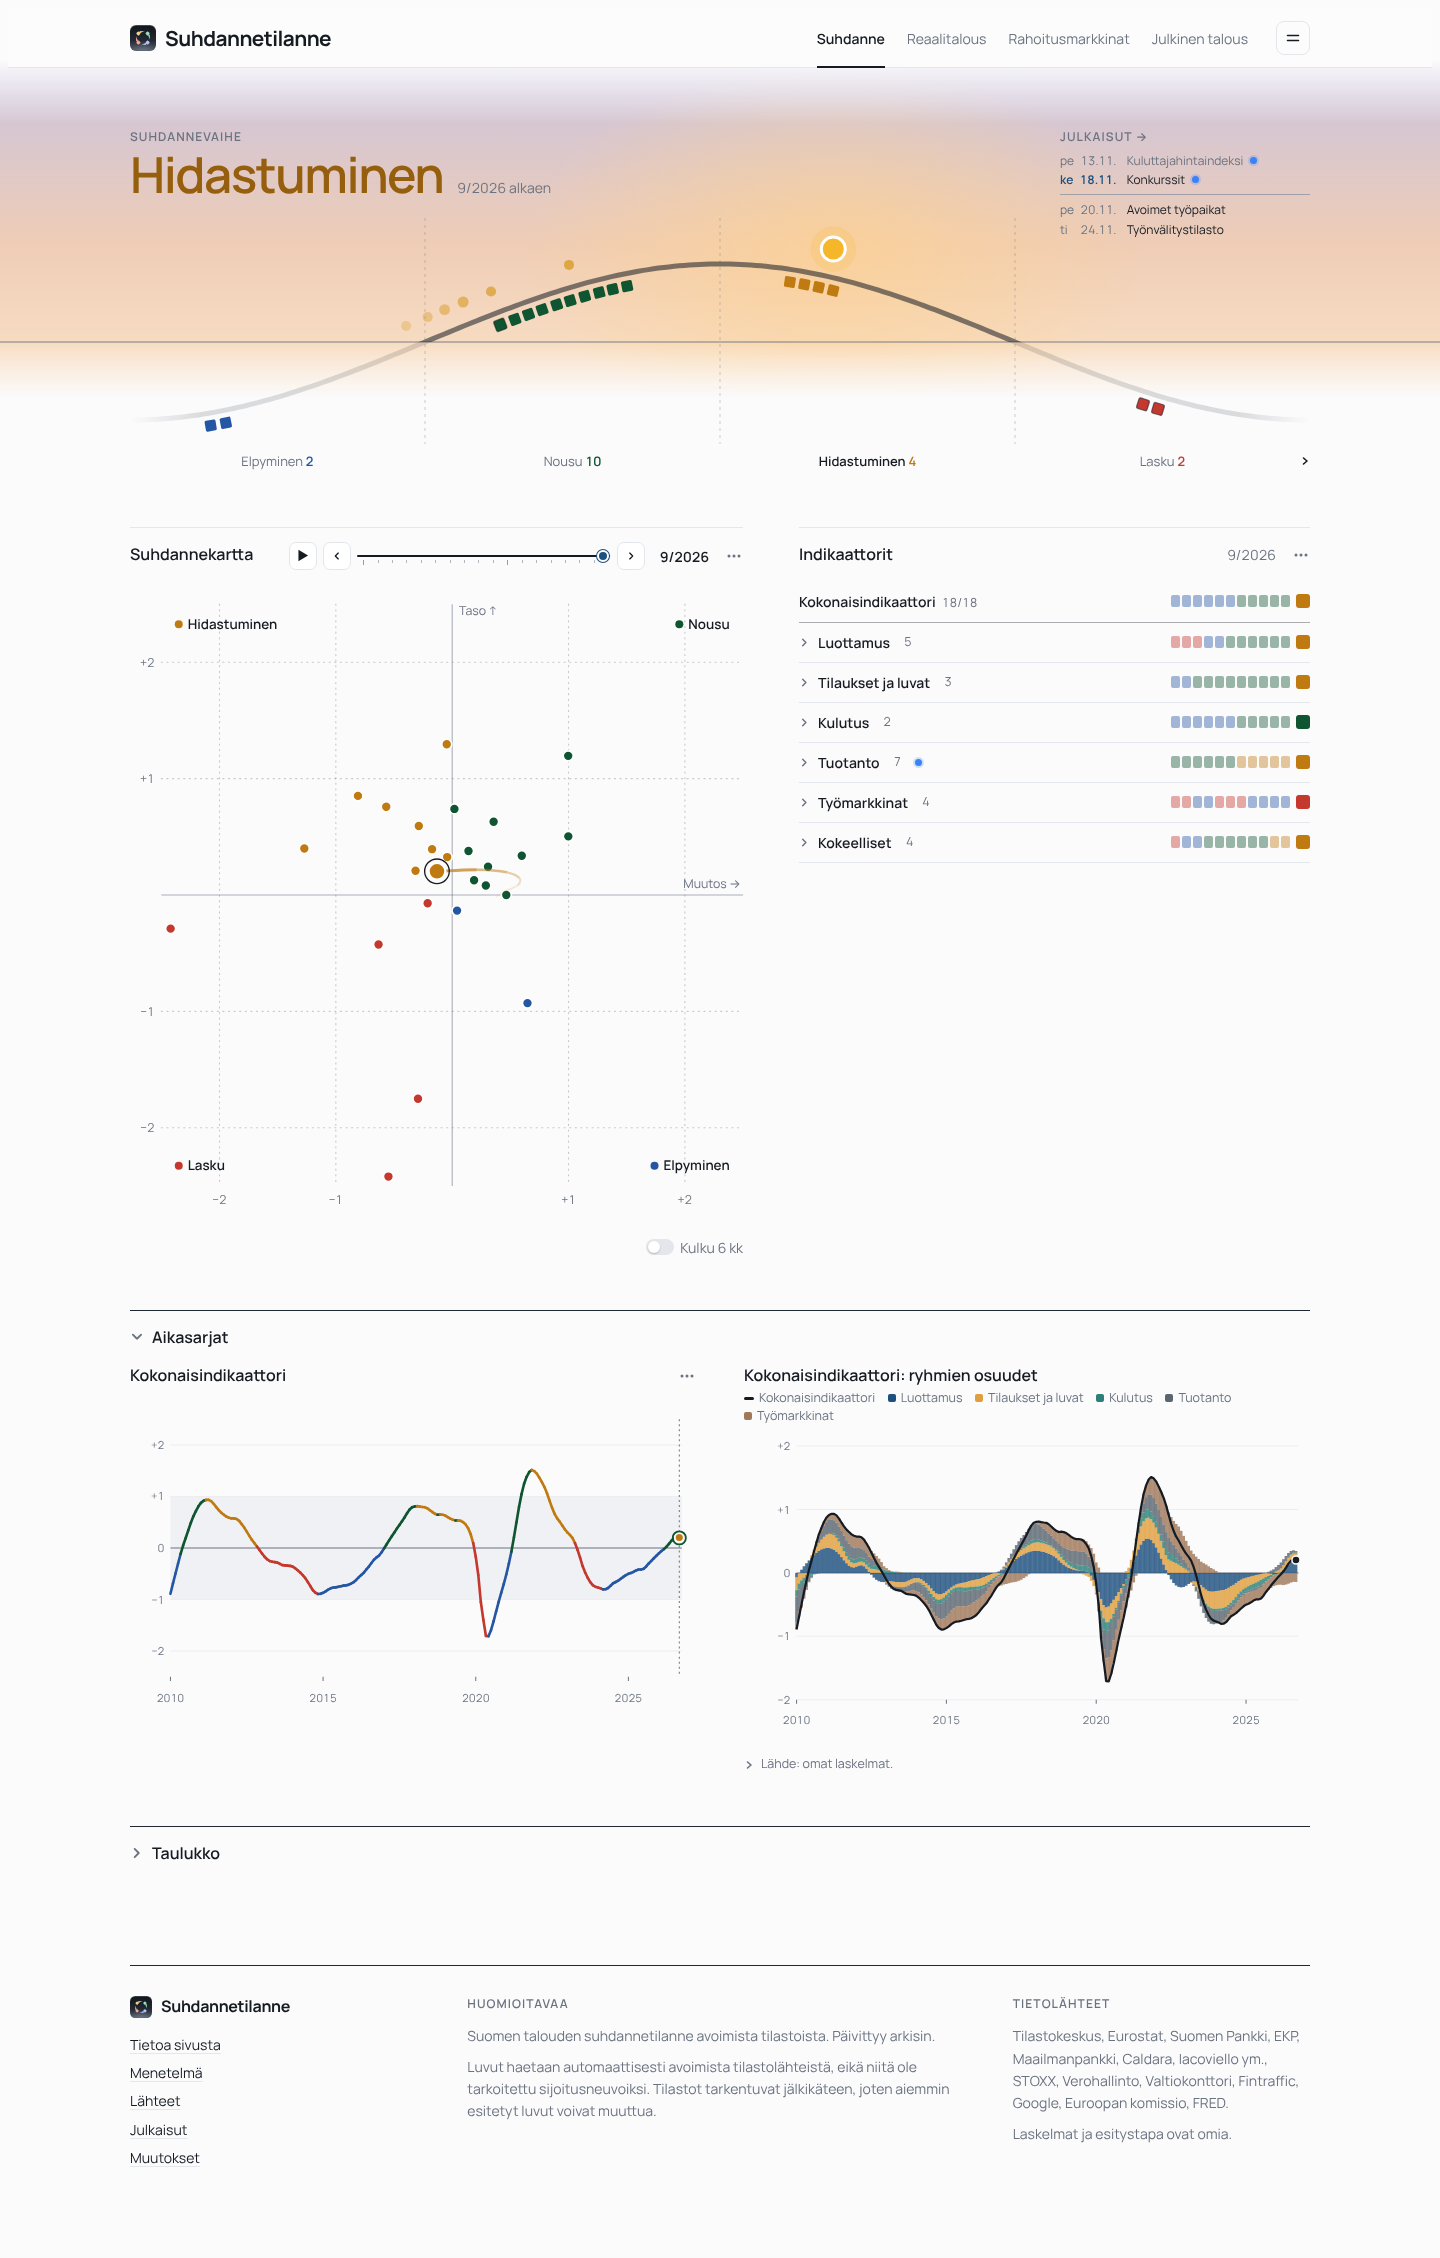 Suhdannetilanne
Suhdanne Reaalitalous Rahoitusmarkkinat Julkinen talous
SUHDANNEVAIHE
Hidastuminen 9/2026 alkaen
JULKAISUT →
pe 13.11. Kuluttajahintaindeksi
ke 18.11. Konkurssit
pe 20.11. Avoimet työpaikat
ti 24.11. Työnvälitystilasto
Elpyminen 2
Nousu 10
Hidastuminen 4
Lasku 2
Suhdannekartta
9/2026
Taso ↑
Hidastuminen
Nousu
+2
+1
Muutos →
−1
−2
Lasku
Elpyminen
−2 −1 +1 +2
Kulku 6 kk
Indikaattorit 9/2026
Kokonaisindikaattori 18/18
Luottamus 5
Tilaukset ja luvat 3
Kulutus 2
Tuotanto 7
Työmarkkinat 4
Kokeelliset 4
Aikasarjat
Kokonaisindikaattori
+2
+1
0
−1
−2
2010 2015 2020 2025
Kokonaisindikaattori: ryhmien osuudet
Kokonaisindikaattori Luottamus Tilaukset ja luvat Kulutus Tuotanto
Työmarkkinat
+2
+1
0
−1
−2
2010 2015 2020 2025
Lähde: omat laskelmat.
Taulukko
Suhdannetilanne
Tietoa sivusta
Menetelmä
Lähteet
Julkaisut
Muutokset
HUOMIOITAVAA
Suomen talouden suhdannetilanne avoimista tilastoista. Päivittyy arkisin.
Luvut haetaan automaattisesti avoimista tilastolähteistä, eikä niitä ole
tarkoitettu sijoitusneuvoiksi. Tilastot tarkentuvat jälkikäteen, joten aiemmin
esitetyt luvut voivat muuttua.
TIETOLÄHTEET
Tilastokeskus, Eurostat, Suomen Pankki, EKP,
Maailmanpankki, Caldara, Iacoviello ym.,
STOXX, Verohallinto, Valtiokonttori, Fintraffic,
Google, Euroopan komissio, FRED.
Laskelmat ja esitystapa ovat omia.